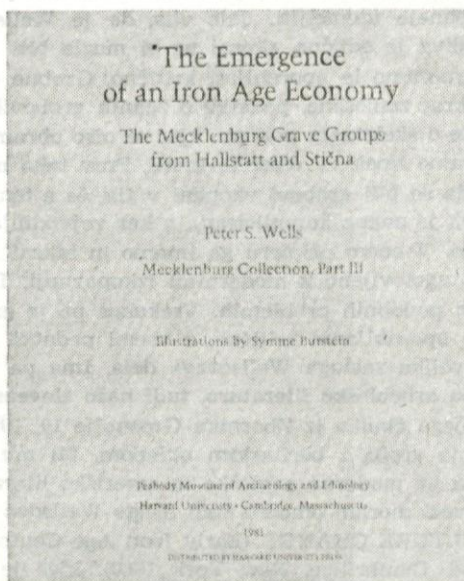 The Emergence
of an Iron Age Economy
The Mecklenburg Grave Groups
from Hallstatt and Stična
Peter S. Wells
Mecklenburg Collection, Part III
Illustrations By Symme Burstein
Peabody Museum of Archaeology and Ethnology
Harvard University • Cambridge, Massachusetts
1981
DISTRIBUTED BY HARVARD UNIVERSITY PRESS